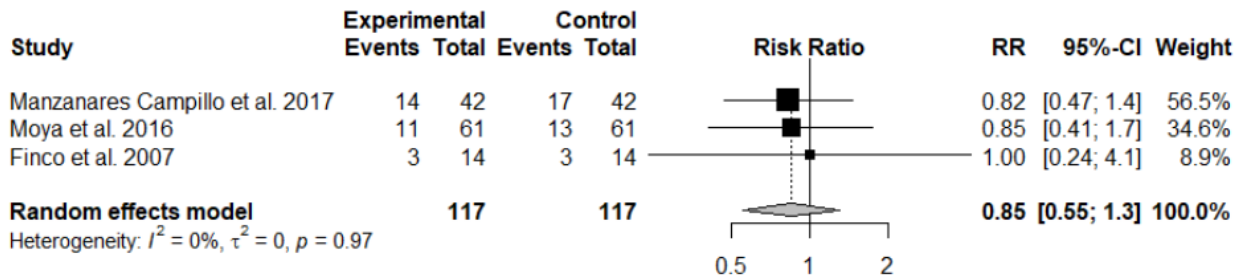 Experimental Control
Study Events Total Events Total Risk Ratio RR 95%-CI Weight
Manzanares Campillo et al. 2017 14 42 17 42 0.82 [0.47; 1.4] 56.5%
Moya et al. 2016 11 61 13 61 0.85 [0.41; 1.7] 34.6%
Finco et al. 2007 3 14 3 14 1.00 [0.24; 4.1] 8.9%
Random effects model 117 117 0.85 [0.55; 1.3] 100.0%
Heterogeneity: I² = 0%, τ² = 0, p = 0.97
0.5 1 2